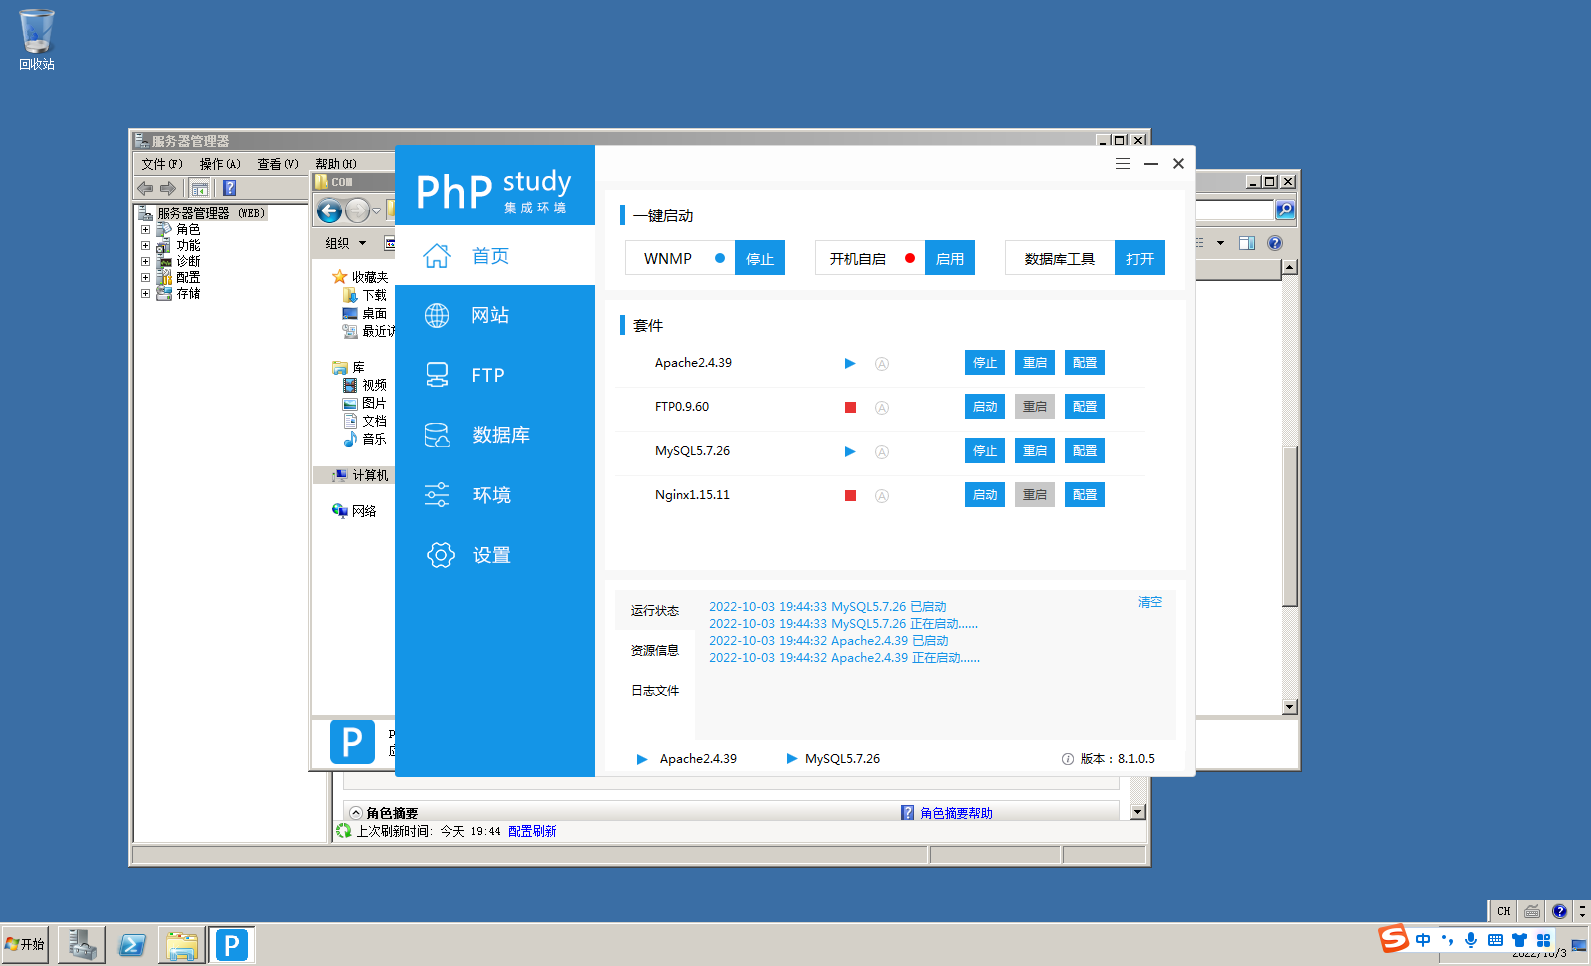 回收站
服务器管理器
文件(F) 操作(A) 查看(V) 帮助(H)
服务器管理器 (WEB)
角色
功能
诊断
配置
存储
COM
组织
收藏夹
下载
桌面
库
视频
图片
文档
音乐
计算机
网络
PhP study
集成环境
首页
网站
FTP
数据库
环境
设置
一键启动
WNMP 停止 开机自启 启用 数据库工具 打开
套件
Apache2.4.39 A 停止 重启 配置
FTP0.9.60 A 启动 重启 配置
MySQL5.7.26 A 停止 重启 配置
Nginx1.15.11 A 启动 重启 配置
运行状态
资源信息
日志文件
2022-10-03 19:44:33 MySQL5.7.26 已启动
2022-10-03 19:44:33 MySQL5.7.26 正在启动......
2022-10-03 19:44:32 Apache2.4.39 已启动
2022-10-03 19:44:32 Apache2.4.39 正在启动......
清空
Apache2.4.39 MySQL5.7.26 版本：8.1.0.5
P
角色摘要 角色摘要帮助
上次刷新时间: 今天 19:44 配置刷新
CH
开始
P
S 中
2022/10/3